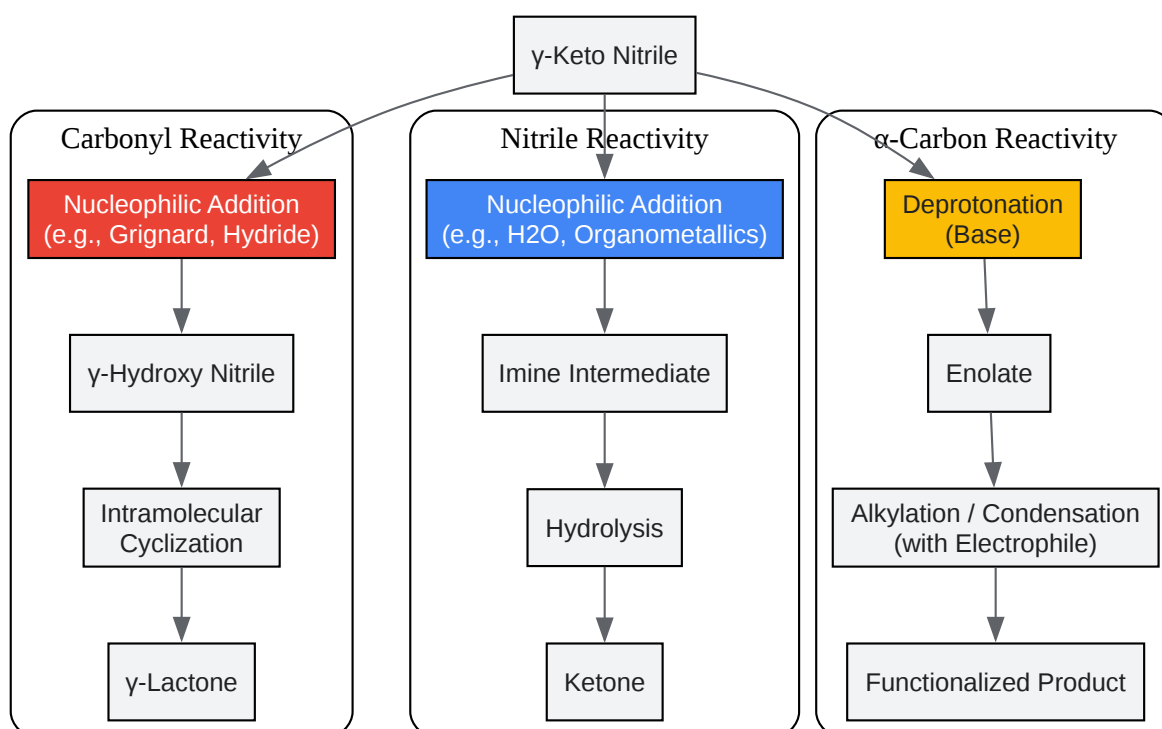 γ-Keto Nitrile
Carbonyl Reactivity
Nucleophilic Addition
(e.g., Grignard, Hydride)
γ-Hydroxy Nitrile
Intramolecular
Cyclization
γ-Lactone
Nitrile Reactivity
Nucleophilic Addition
(e.g., H2O, Organometallics)
Imine Intermediate
Hydrolysis
Ketone
α-Carbon Reactivity
Deprotonation
(Base)
Enolate
Alkylation / Condensation
(with Electrophile)
Functionalized Product